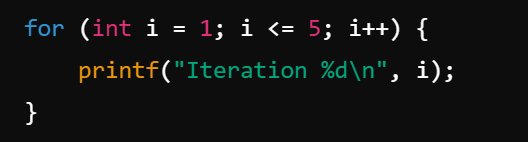 for (int i = 1; i <= 5; i++) {
    printf("Iteration %d\n", i);
}